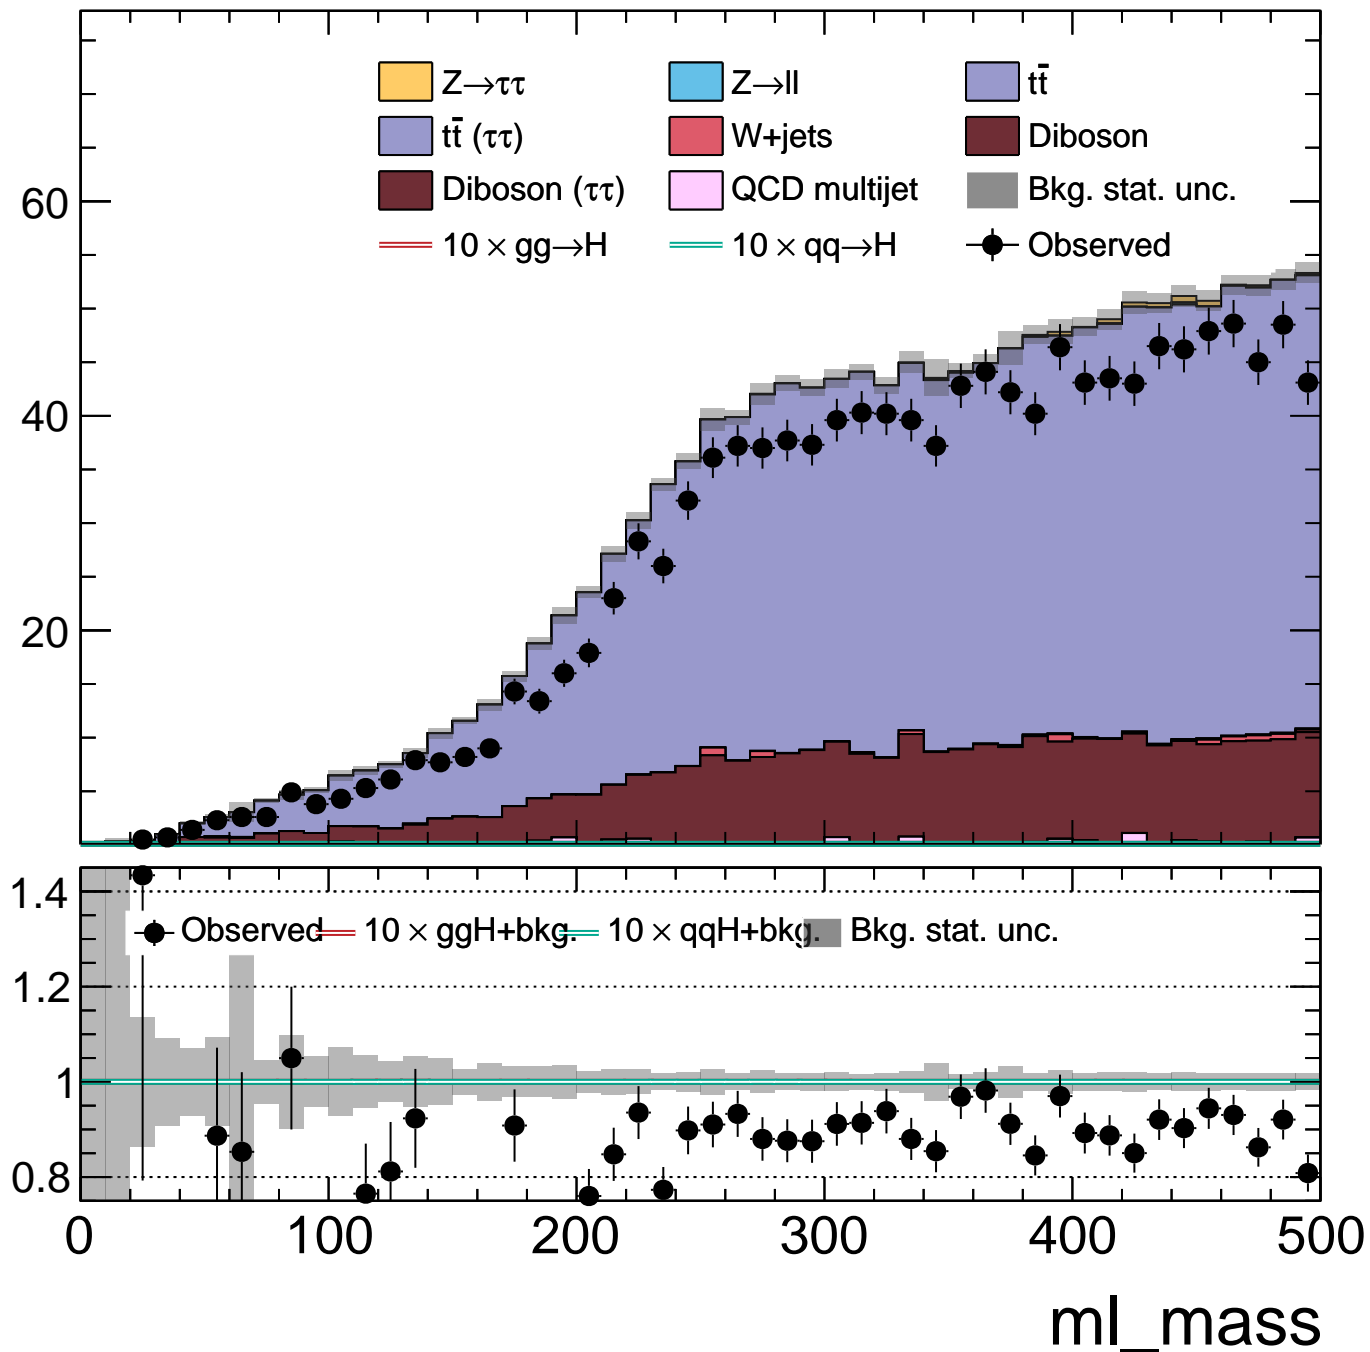 Z→ττ Z→ll tt̄
tt̄ (ττ) W+jets Diboson
Diboson (ττ) QCD multijet Bkg. stat. unc.
10 × gg→H 10 × qq→H Observed
60
40
20
1.4
Observed 10 × ggH+bkg. 10 × qqH+bkg. Bkg. stat. unc.
1.2
1
0.8
0 100 200 300 400 500
ml_mass